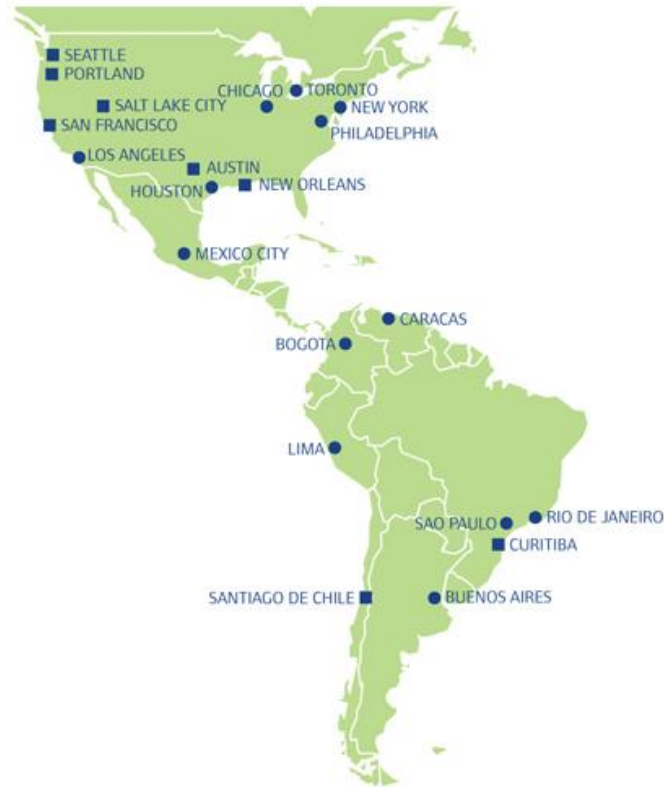 SEATTLE
PORTLAND
CHICAGO
TORONTO
SALT LAKE CITY
NEW YORK
SAN FRANCISCO
PHILADELPHIA
LOS ANGELES
AUSTIN
HOUSTON
NEW ORLEANS
MEXICO CITY
CARACAS
BOGOTA
LIMA
SAO PAULO
RIO DE JANEIRO
CURITIBA
SANTIAGO DE CHILE
BUENOS AIRES